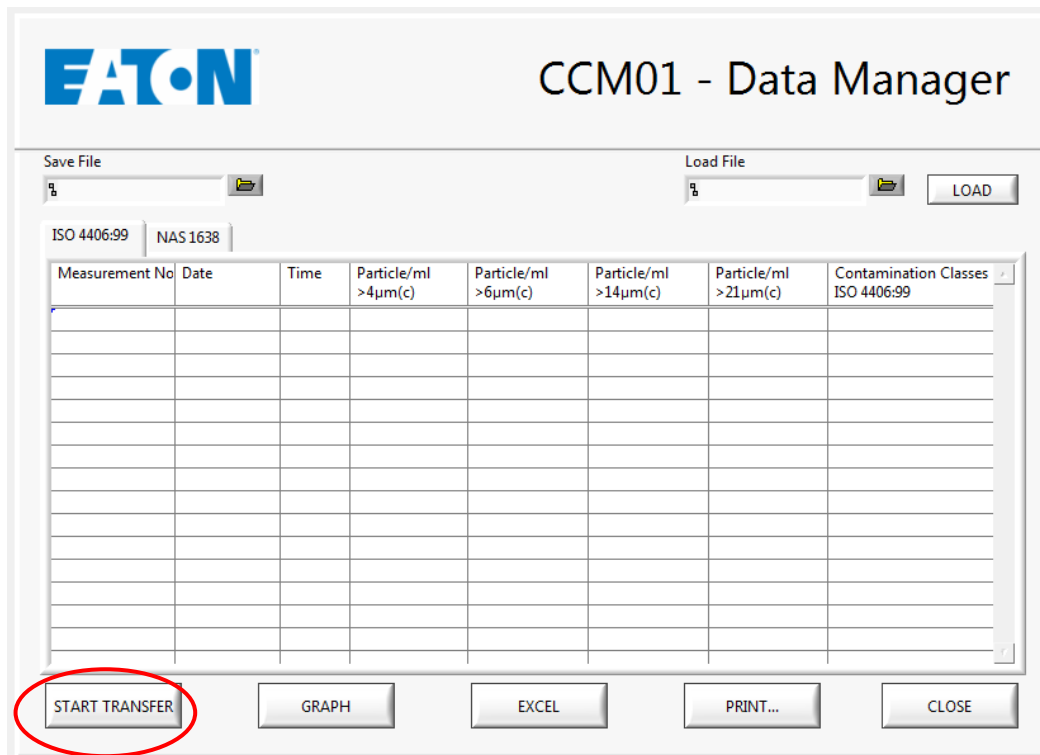 EATON
CCM01 - Data Manager
Save File
Load File
LOAD
ISO 4406:99
NAS 1638
Measurement No
Date
Time
Particle/ml
>4µm(c)
Particle/ml
>6µm(c)
Particle/ml
>14µm(c)
Particle/ml
>21µm(c)
Contamination Classes
ISO 4406:99
START TRANSFER
GRAPH
EXCEL
PRINT...
CLOSE